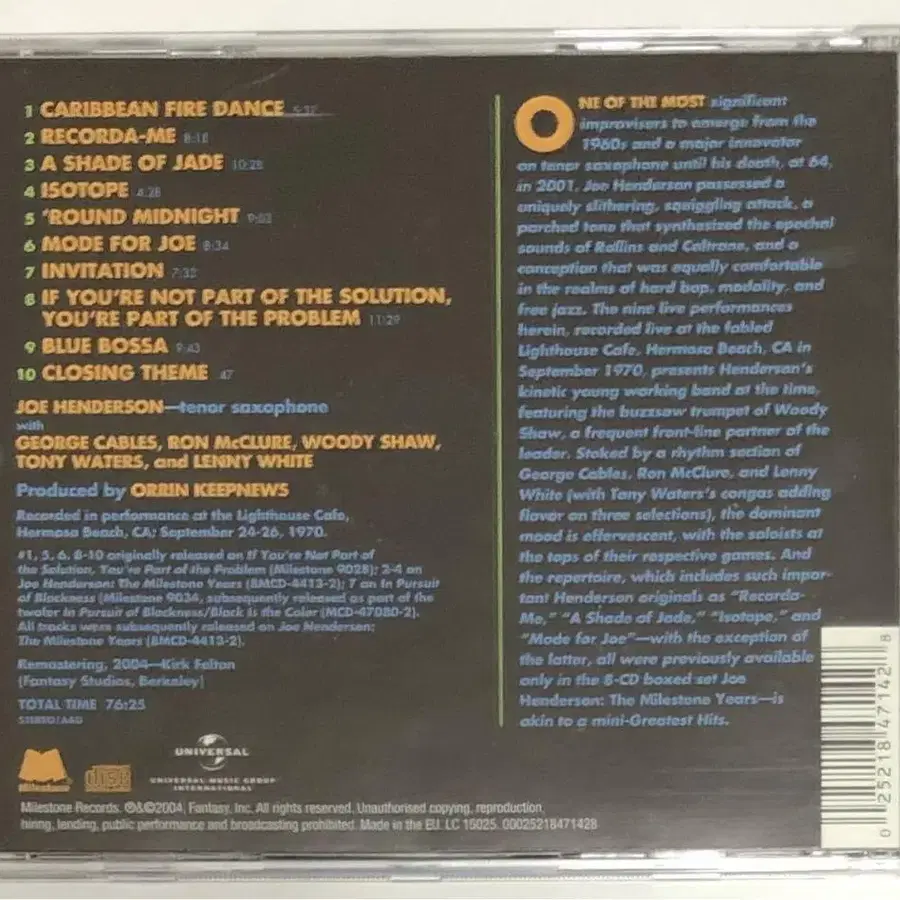 1 CARIBBEAN FIRE DANCE
2 RECORDA-ME 8:18
3 A SHADE OF JADE 10:28
4 ISOTOPE 4:28
5 'ROUND MIDNIGHT
6 MODE FOR JOE 8:34
7 INVITATION 7:32
8 IF YOU'RE NOT PART OF THE SOLUTION,
YOU'RE PART OF THE PROBLEM 11:29
9 BLUE BOSSA 9:43
10 CLOSING THEME :47
JOE HENDERSON—tenor saxophone
with
GEORGE CABLES, RON McCLURE, WOODY SHAW,
TONY WATERS, and LENNY WHITE
Produced by ORRIN KEEPNEWS
Recorded in performance at the Lighthouse Cafe,
Hermosa Beach, CA; September 24-26, 1970.
#1, 5, 6, 8-10 originally released on If You're Not Part of
the Solution, You're Part of the Problem (Milestone 9028); 2-4 on
Joe Henderson: The Milestone Years (8MCD-4413-2); 7 on In Pursuit
of Blackness (Milestone 9034, subsequently released as part of the
twofer In Pursuit of Blackness/Black is the Color (MCD-47080-2).
All tracks were subsequently released on Joe Henderson:
The Milestone Years (8MCD-4413-2).
Remastering, 2004—Kirk Felton
(Fantasy Studios, Berkeley)
TOTAL TIME 76:25
STEREO/AAD
ONE OF THE MOST significant
improvisers to emerge from the
1960s and a major innovator
on tenor saxophone until his death, at 64,
in 2001, Joe Henderson possessed a
uniquely slithering, squiggling attack, a
parched tone that synthesized the epochal
sounds of Rollins and Coltrane, and a
conception that was equally comfortable
in the realms of hard bop, modality, and
free jazz. The nine live performances
herein, recorded live at the fabled
Lighthouse Cafe, Hermosa Beach, CA in
September 1970, presents Henderson's
kinetic young working band at the time,
featuring the buzzsaw trumpet of Woody
Shaw, a frequent front-line partner of the
leader. Stoked by a rhythm section of
George Cables, Ron McClure, and Lenny
White (with Tony Waters's congas adding
flavor on three selections), the dominant
mood is effervescent, with the soloists at
the tops of their respective games. And
the repertoire, which includes such impor-
tant Henderson originals as "Recorda-
Me," "A Shade of Jade," "Isotope," and
"Mode for Joe"—with the exception of
the latter, all were previously available
only in the 8-CD boxed set Joe
Henderson: The Milestone Years—is
akin to a mini-Greatest Hits.
UNIVERSAL
UNIVERSAL MUSIC GROUP
INTERNATIONAL
Milestone Records. ℗&©2004, Fantasy, Inc. All rights reserved. Unauthorised copying, reproduction,
hiring, lending, public performance and broadcasting prohibited. Made in the EU. LC 15025. 00025218471428
0 25218 47142 8